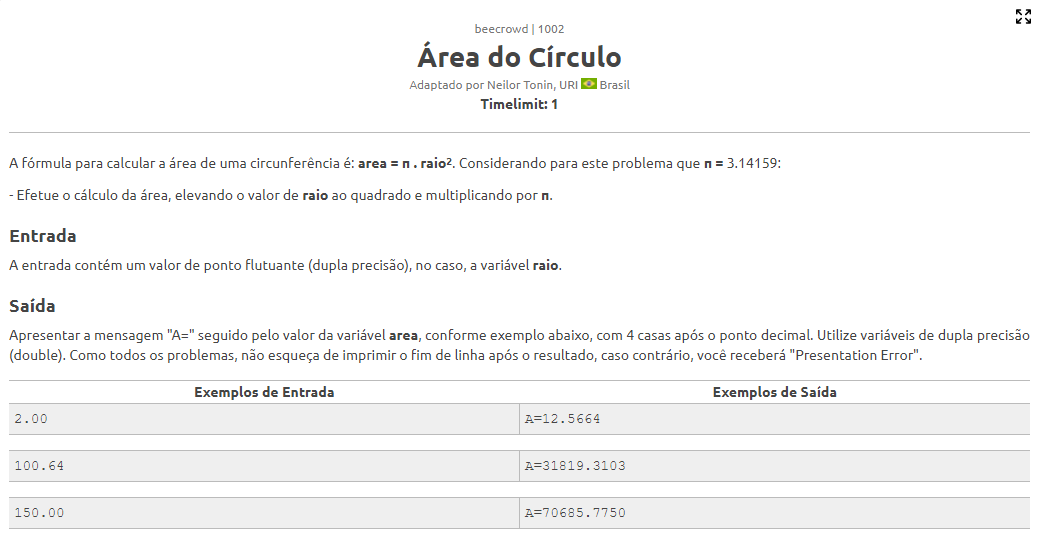 beecrowd | 1002
Área do Círculo
Adaptado por Neilor Tonin, URI Brasil
Timelimit: 1
A fórmula para calcular a área de uma circunferência é: area = n . raio². Considerando para este problema que n = 3.14159:
- Efetue o cálculo da área, elevando o valor de raio ao quadrado e multiplicando por n.
Entrada
A entrada contém um valor de ponto flutuante (dupla precisão), no caso, a variável raio.
Saída
Apresentar a mensagem "A=" seguido pelo valor da variável area, conforme exemplo abaixo, com 4 casas após o ponto decimal. Utilize variáveis de dupla precisão
(double). Como todos os problemas, não esqueça de imprimir o fim de linha após o resultado, caso contrário, você receberá "Presentation Error".
Exemplos de Entrada Exemplos de Saída
2.00 A=12.5664
100.64 A=31819.3103
150.00 A=70685.7750